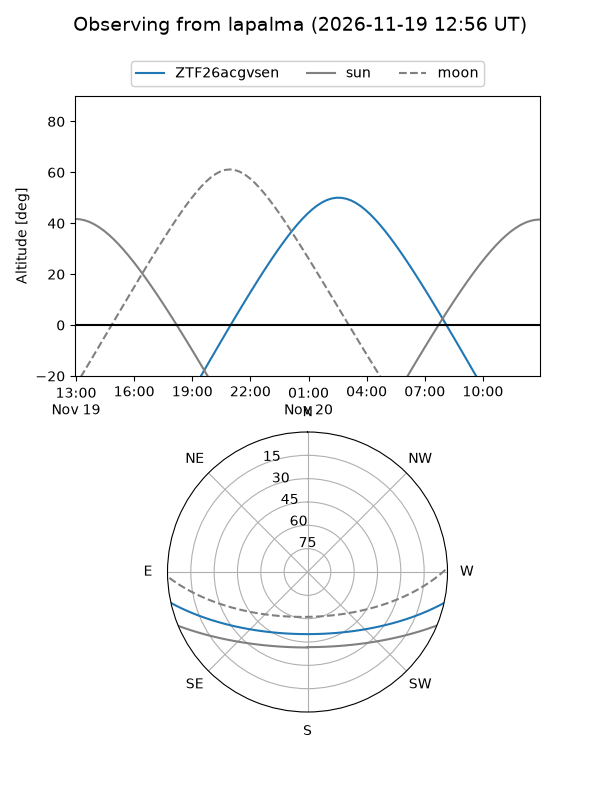 Observing from lapalma (2026-11-19 12:56 UT)
ZTF26acgvsen sun moon
Altitude [deg]
80
60
40
20
0
−20
13:00 16:00 19:00 22:00 01:00 04:00 07:00 10:00
Nov 19 Nov 20
N
NE NW
15
30
45
60
75
E W
SE SW
S